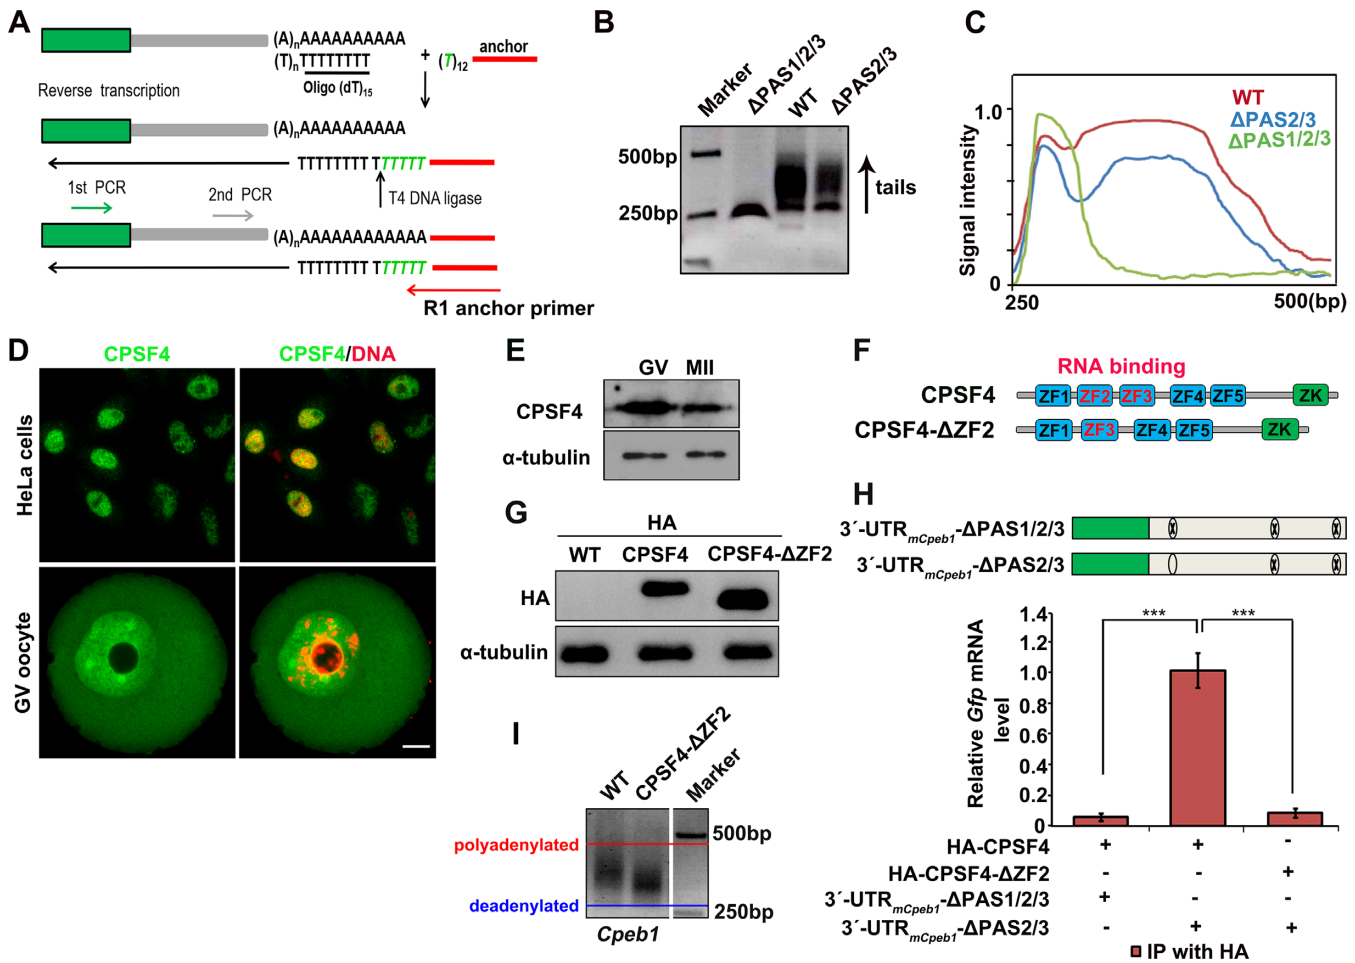 A
(A)nAAAAAAAAAA
(T)nTTTTTTTT
+ (T)12
anchor
Oligo (dT)15
Reverse transcription
(A)nAAAAAAAAAA
TTTTTTTT TTTTTT
1st PCR
2nd PCR
T4 DNA ligase
(A)nAAAAAAAAAAAA
TTTTTTTT TTTTTT
R1 anchor primer
B
Marker
ΔPAS1/2/3
WT
ΔPAS2/3
500bp
250bp
tails
C
Signal intensity
1.0
0
250
500(bp)
WT
ΔPAS2/3
ΔPAS1/2/3
D
CPSF4
CPSF4/DNA
HeLa cells
GV oocyte
E
GV MII
CPSF4
α-tubulin
F
RNA binding
CPSF4
ZF1 ZF2 ZF3 ZF4 ZF5 ZK
CPSF4-ΔZF2
ZF1 ZF3 ZF4 ZF5 ZK
G
HA
WT CPSF4 CPSF4-ΔZF2
HA
α-tubulin
H
3´-UTRmCpeb1-ΔPAS1/2/3
3´-UTRmCpeb1-ΔPAS2/3
Relative Gfp mRNA
level
1.4
1.2
1.0
0.8
0.6
0.4
0.2
0
*** ***
HA-CPSF4 + + -
HA-CPSF4-ΔZF2 - - +
3´-UTRmCpeb1-ΔPAS1/2/3 + - -
3´-UTRmCpeb1-ΔPAS2/3 - + +
IP with HA
I
WT
CPSF4-ΔZF2
Marker
polyadenylated
deadenylated
500bp
250bp
Cpeb1